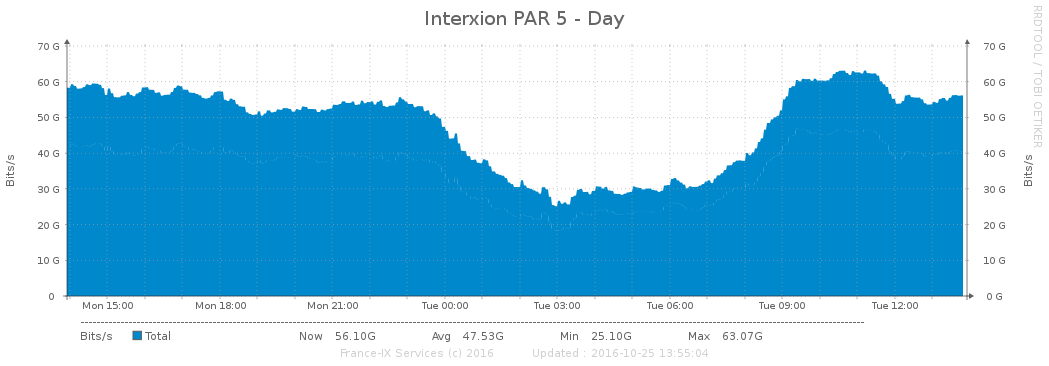 Interxion PAR 5 - Day
RRDTOOL / TOBI OETIKER
70 G 70 G
60 G 60 G
50 G 50 G
40 G 40 G
30 G 30 G
20 G 20 G
10 G 10 G
0 0 G
Bits/s Bits/s
Mon 15:00 Mon 18:00 Mon 21:00 Tue 00:00 Tue 03:00 Tue 06:00 Tue 09:00 Tue 12:00
Bits/s Total Now 56.10G Avg 47.53G Min 25.10G Max 63.07G
France-IX Services (c) 2016 Updated : 2016-10-25 13:55:04